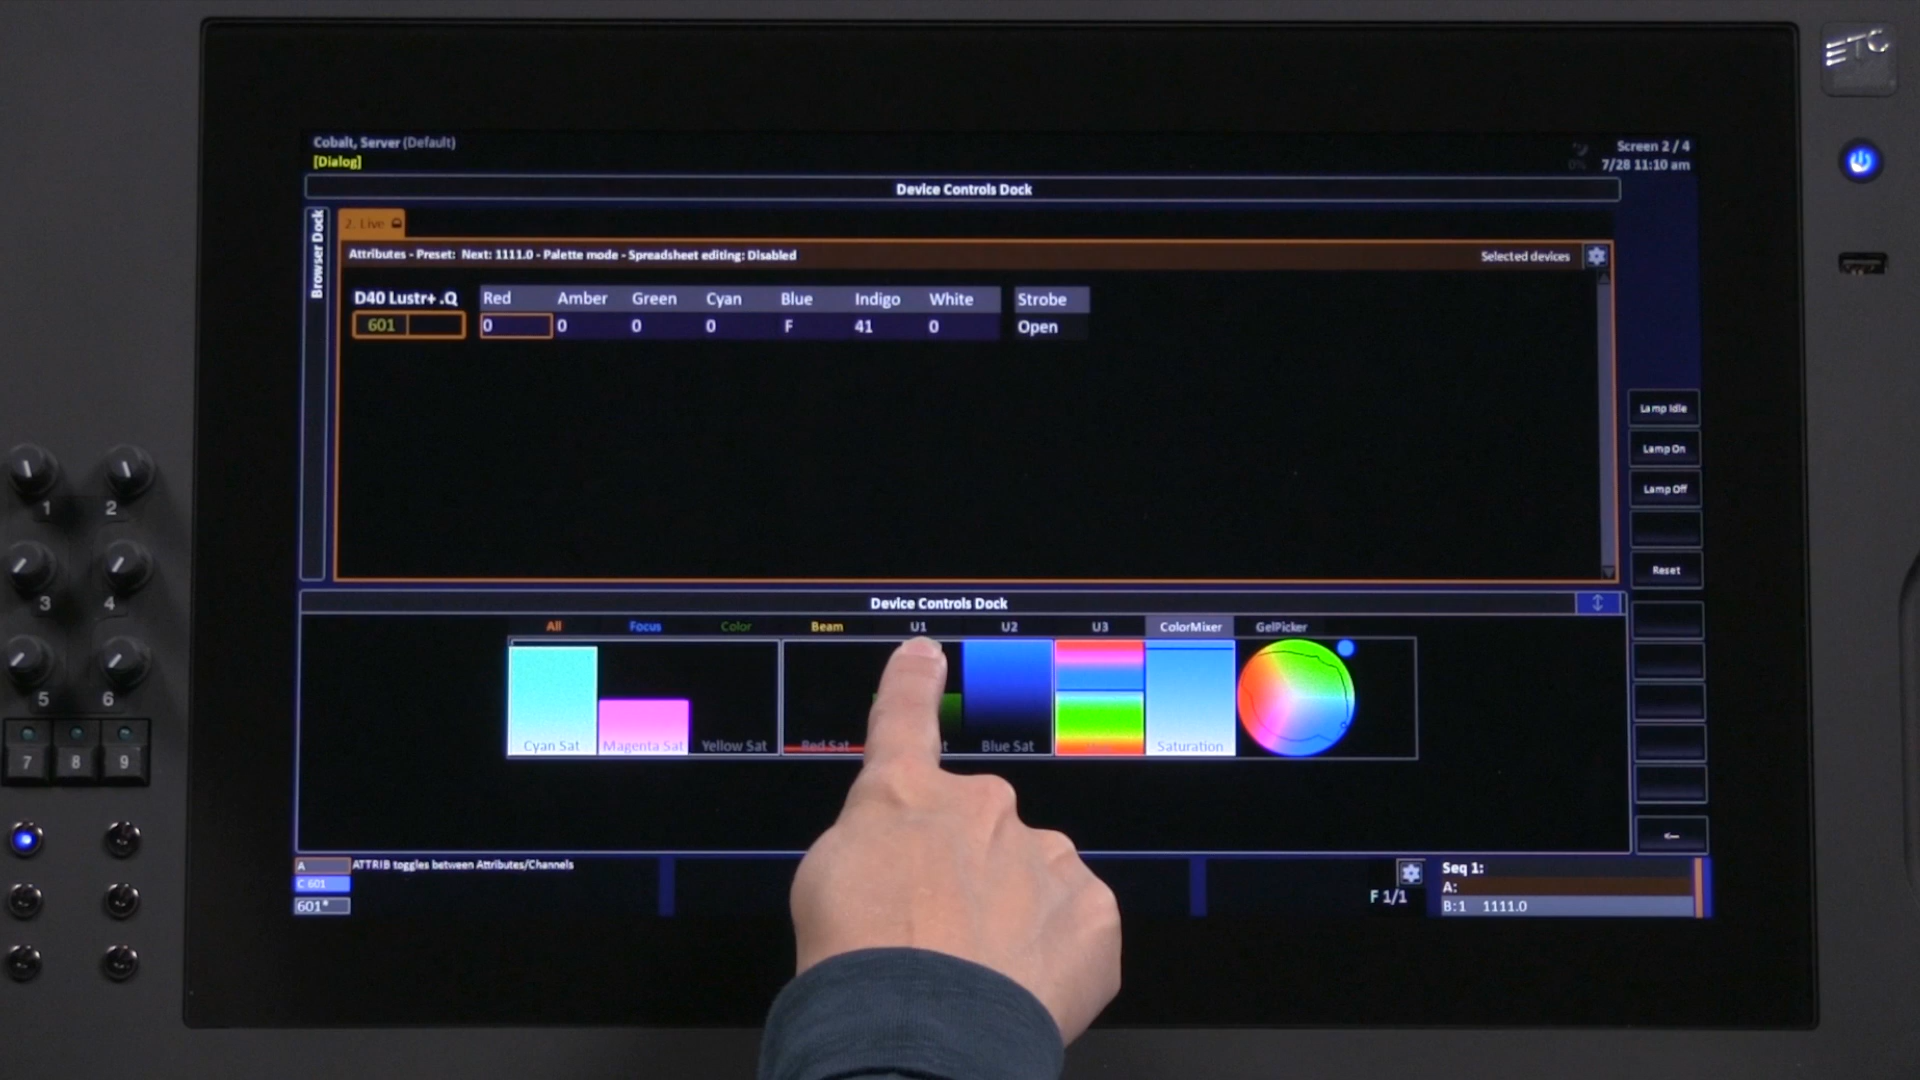 ETC
Cobalt, Server (Default)
[Dialog]
Screen 2 / 4
0%
7/28 11:10 am
Device Controls Dock
Browser Dock
2. Live
Attributes - Preset: Next: 1111.0 - Palette mode - Spreadsheet editing: Disabled
Selected devices
D40 Lustr+ .Q Red Amber Green Cyan Blue Indigo White Strobe
601 0 0 0 0 F 41 0 Open
Lamp Idle
Lamp On
Lamp Off
Reset
Device Controls Dock
All Focus Color Beam U1 U2 U3 ColorMixer GelPicker
Cyan Sat Magenta Sat Yellow Sat Red Sat Blue Sat Saturation
<--
A ATTRIB toggles between Attributes/Channels
C 601
601*
F 1/1
Seq 1:
A:
B:1 1111.0
1 2
3 4
5 6
7 8 9